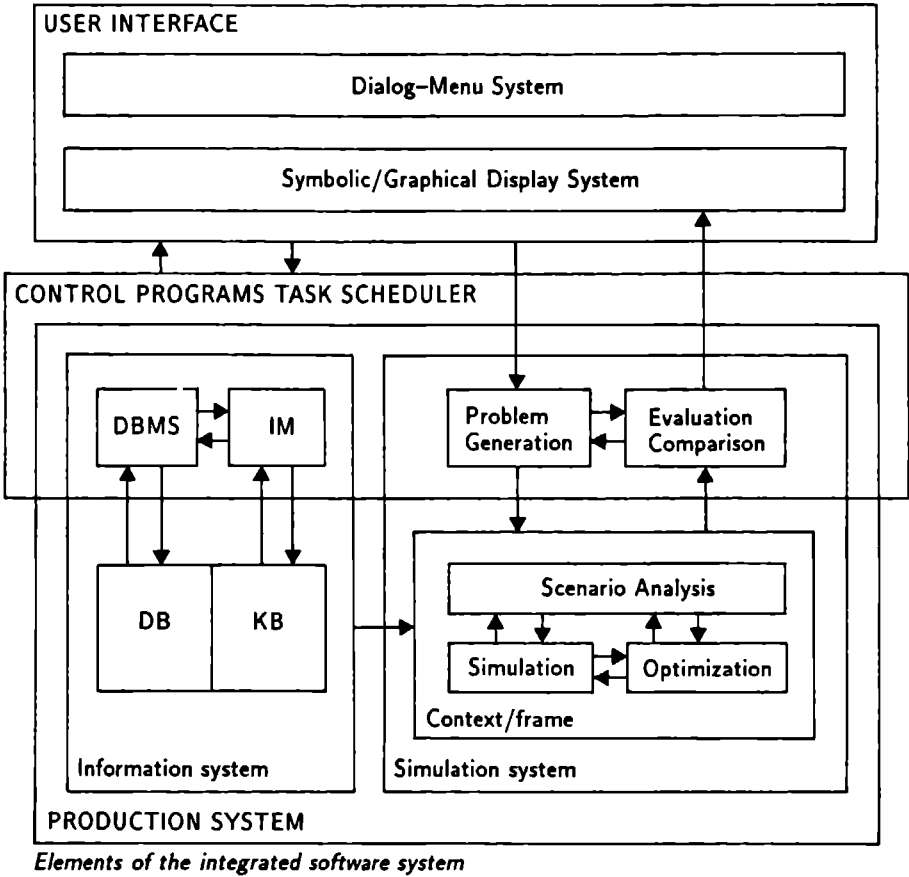 USER INTERFACE
Dialog–Menu System
Symbolic/Graphical Display System
CONTROL PROGRAMS TASK SCHEDULER
DBMS
IM
Problem
Generation
Evaluation
Comparison
DB
KB
Scenario Analysis
Simulation
Optimization
Context/frame
Information system
Simulation system
PRODUCTION SYSTEM
Elements of the integrated software system